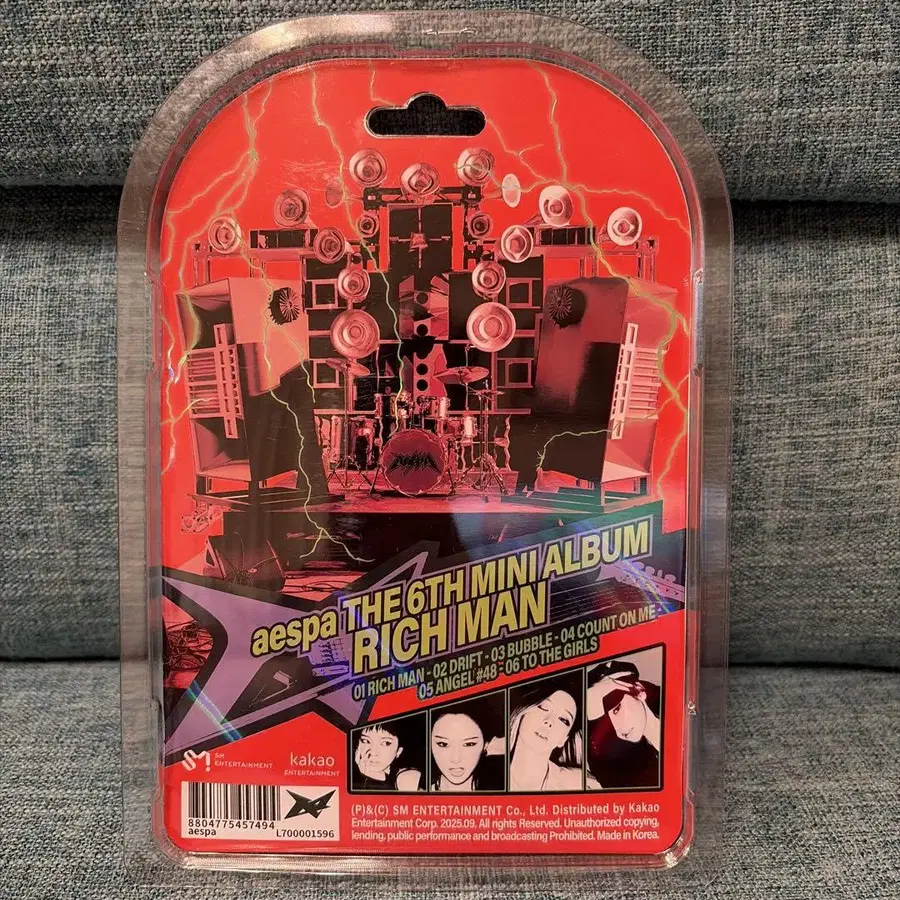 aespa THE 6TH MINI ALBUM
RICH MAN
01 RICH MAN - 02 DRIFT - 03 BUBBLE - 04 COUNT ON ME -
05 ANGEL #48 - 06 TO THE GIRLS
SM
ENTERTAINMENT
kakao
ENTERTAINMENT
8804775457494
aespa
L700001596
(P)&(C) SM ENTERTAINMENT Co., Ltd. Distributed by Kakao
Entertainment Corp. 2025.09. All rights Reserved. Unauthorized copying,
lending, public performance and broadcasting Prohibited. Made in Korea.